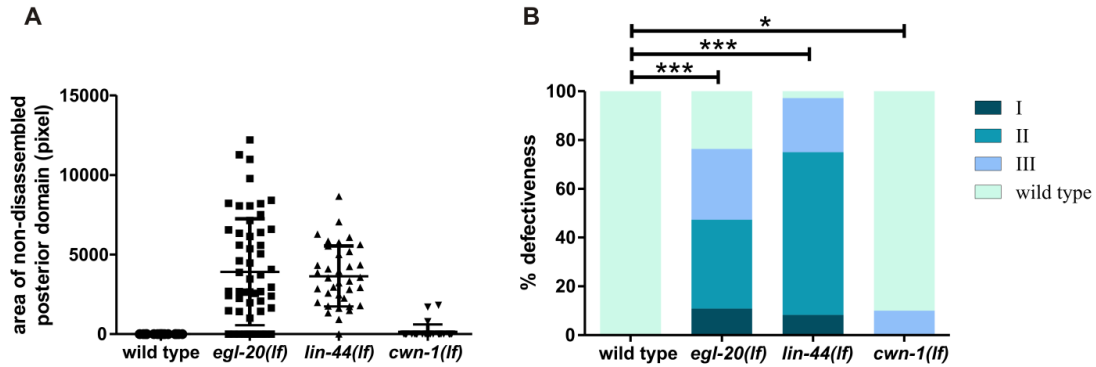 A
area of non-disassembled
posterior domain (pixel)
15000
10000
5000
0
wild type egl-20(lf) lin-44(lf) cwn-1(lf)
B
*
***
***
% defectiveness
100
80
60
40
20
0
wild type egl-20(lf) lin-44(lf) cwn-1(lf)
I
II
III
wild type